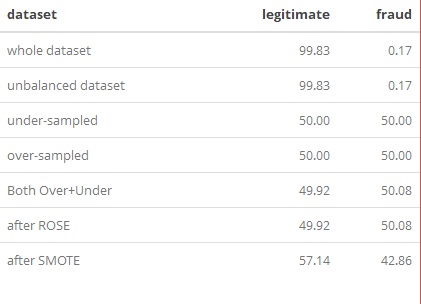 dataset legitimate fraud
whole dataset 99.83 0.17
unbalanced dataset 99.83 0.17
under-sampled 50.00 50.00
over-sampled 50.00 50.00
Both Over+Under 49.92 50.08
after ROSE 49.92 50.08
after SMOTE 57.14 42.86